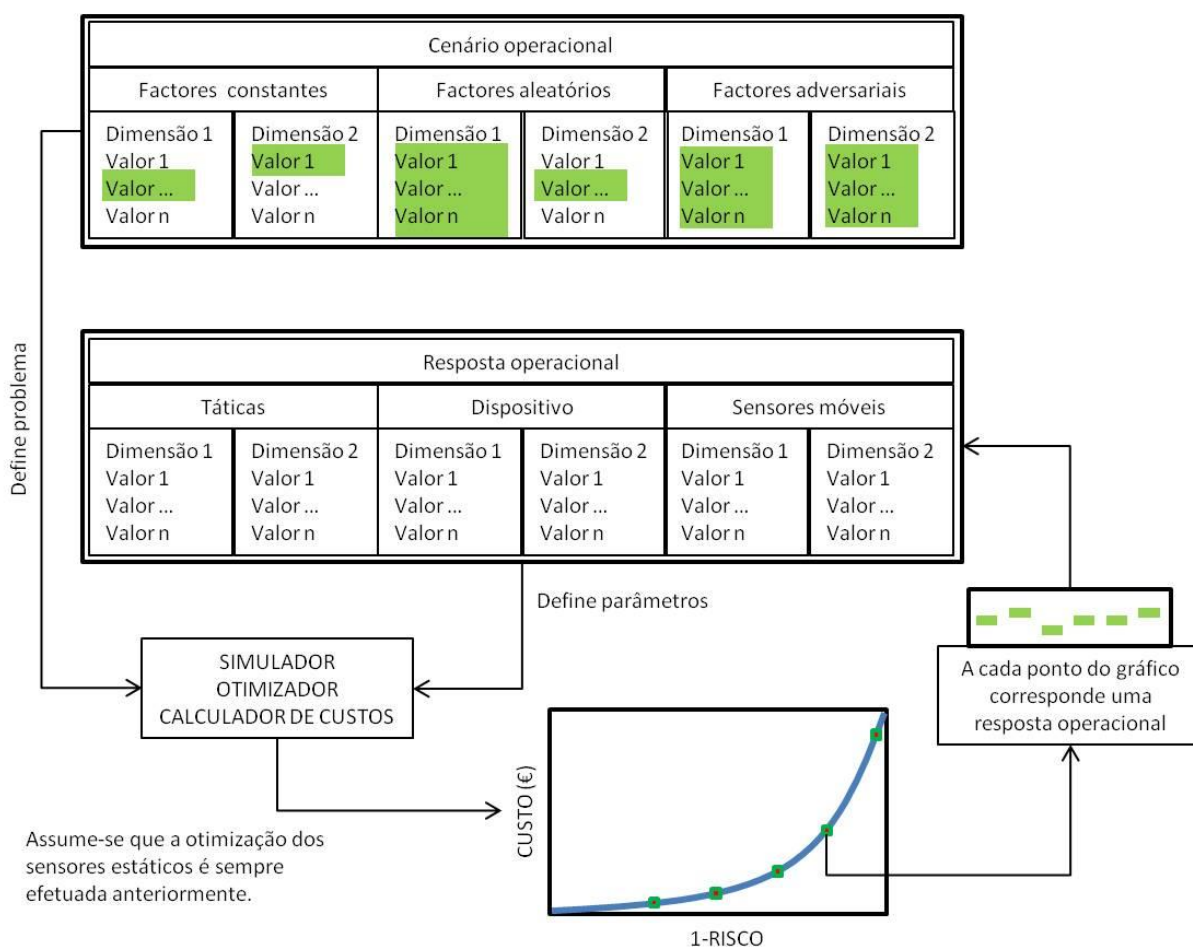 Cenário operacional
Factores constantes
Factores aleatórios
Factores adversariais
Dimensão 1
Valor 1
Valor ...
Valor n
Dimensão 2
Valor 1
Valor ...
Valor n
Dimensão 1
Valor 1
Valor ...
Valor n
Dimensão 2
Valor 1
Valor ...
Valor n
Dimensão 1
Valor 1
Valor ...
Valor n
Dimensão 2
Valor 1
Valor ...
Valor n
Define problema
Resposta operacional
Táticas
Dispositivo
Sensores móveis
Dimensão 1
Valor 1
Valor ...
Valor n
Dimensão 2
Valor 1
Valor ...
Valor n
Dimensão 1
Valor 1
Valor ...
Valor n
Dimensão 2
Valor 1
Valor ...
Valor n
Dimensão 1
Valor 1
Valor ...
Valor n
Dimensão 2
Valor 1
Valor ...
Valor n
Define parâmetros
SIMULADOR
OTIMIZADOR
CALCULADOR DE CUSTOS
A cada ponto do gráfico
corresponde uma
resposta operacional
Assume-se que a otimização dos
sensores estáticos é sempre
efetuada anteriormente.
CUSTO (€)
1-RISCO